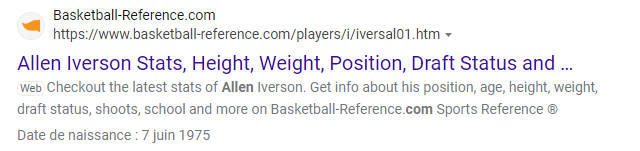 Basketball-Reference.com
https://www.basketball-reference.com/players/i/iversal01.htm
Allen Iverson Stats, Height, Weight, Position, Draft Status and ...
Web Checkout the latest stats of Allen Iverson. Get info about his position, age, height, weight,
draft status, shoots, school and more on Basketball-Reference.com Sports Reference ®
Date de naissance : 7 juin 1975